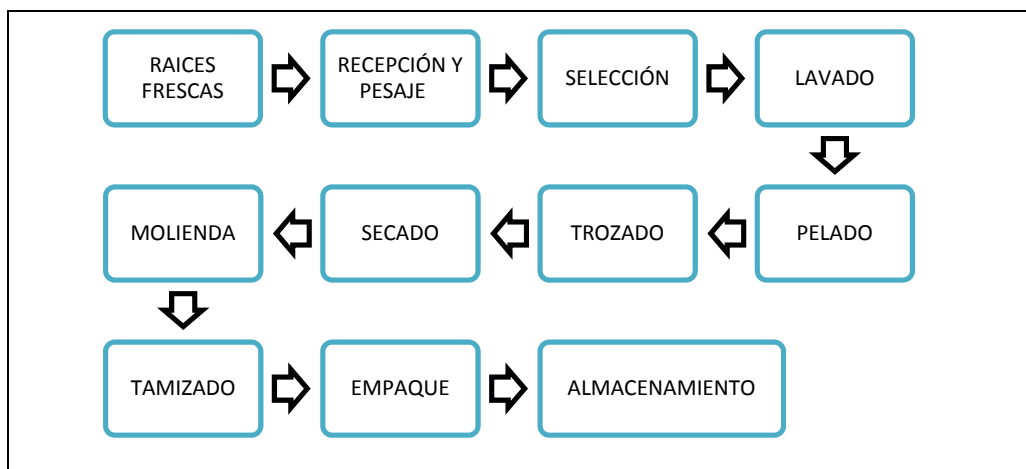 RAICES
FRESCAS
RECEPCIÓN Y
PESAJE
SELECCIÓN
LAVADO
PELADO
TROZADO
SECADO
MOLIENDA
TAMIZADO
EMPAQUE
ALMACENAMIENTO